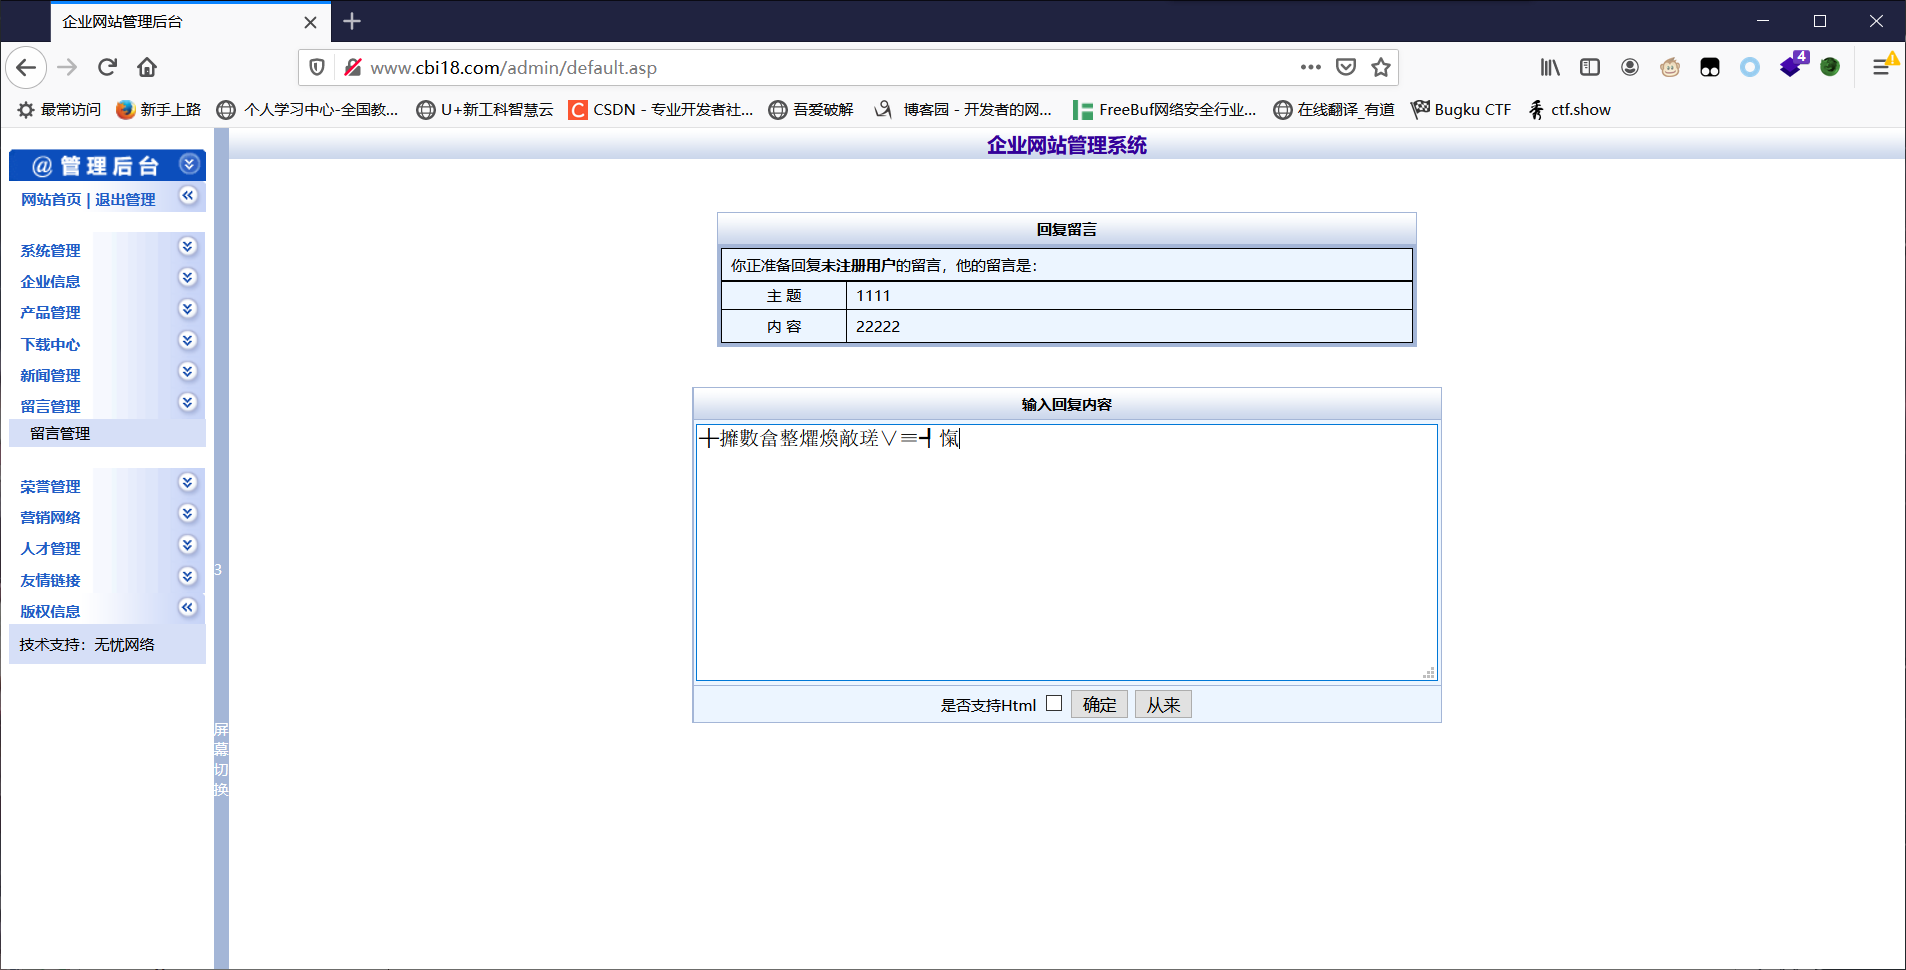 企业网站管理后台
www.cbi18.com/admin/default.asp
4
最常访问 新手上路 个人学习中心-全国教... U+新工科智慧云 CSDN - 专业开发者社... 吾爱破解 博客园 - 开发者的网... FreeBuf网络安全行业... 在线翻译_有道 Bugku CTF ctf.show
@ 管理后台
网站首页 | 退出管理
系统管理
企业信息
产品管理
下载中心
新闻管理
留言管理
留言管理
荣誉管理
营销网络
人才管理
友情链接
版权信息
技术支持：无忧网络
3
屏
幕
切
换
企业网站管理系统
回复留言
你正准备回复未注册用户的留言，他的留言是：
主 题 1111
内 容 22222
输入回复内容
╋攠數畣整爠煥敵瑳∨≡┩愾
是否支持Html 确定 从来